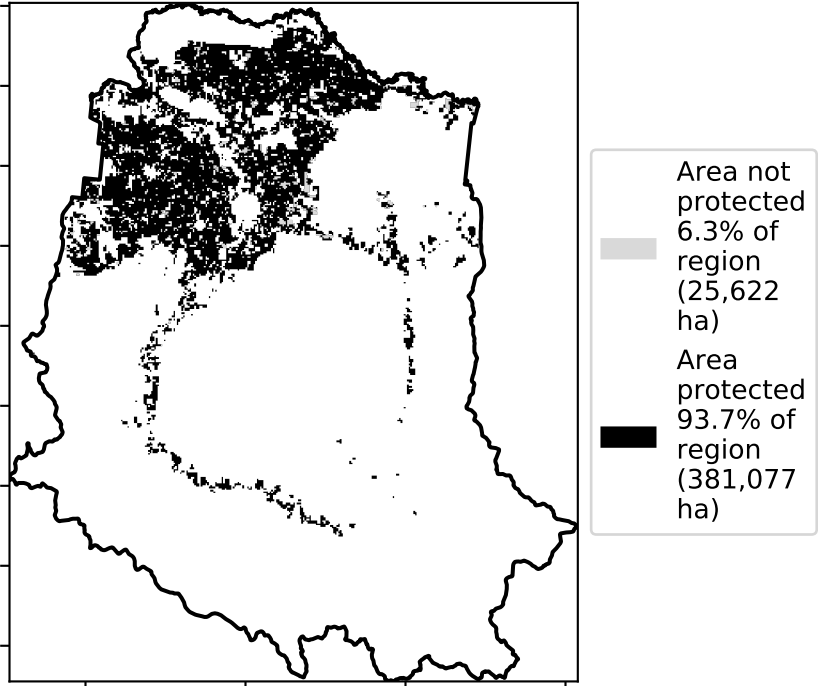 Area not
protected
6.3% of
region
(25,622
ha)
Area
protected
93.7% of
region
(381,077
ha)